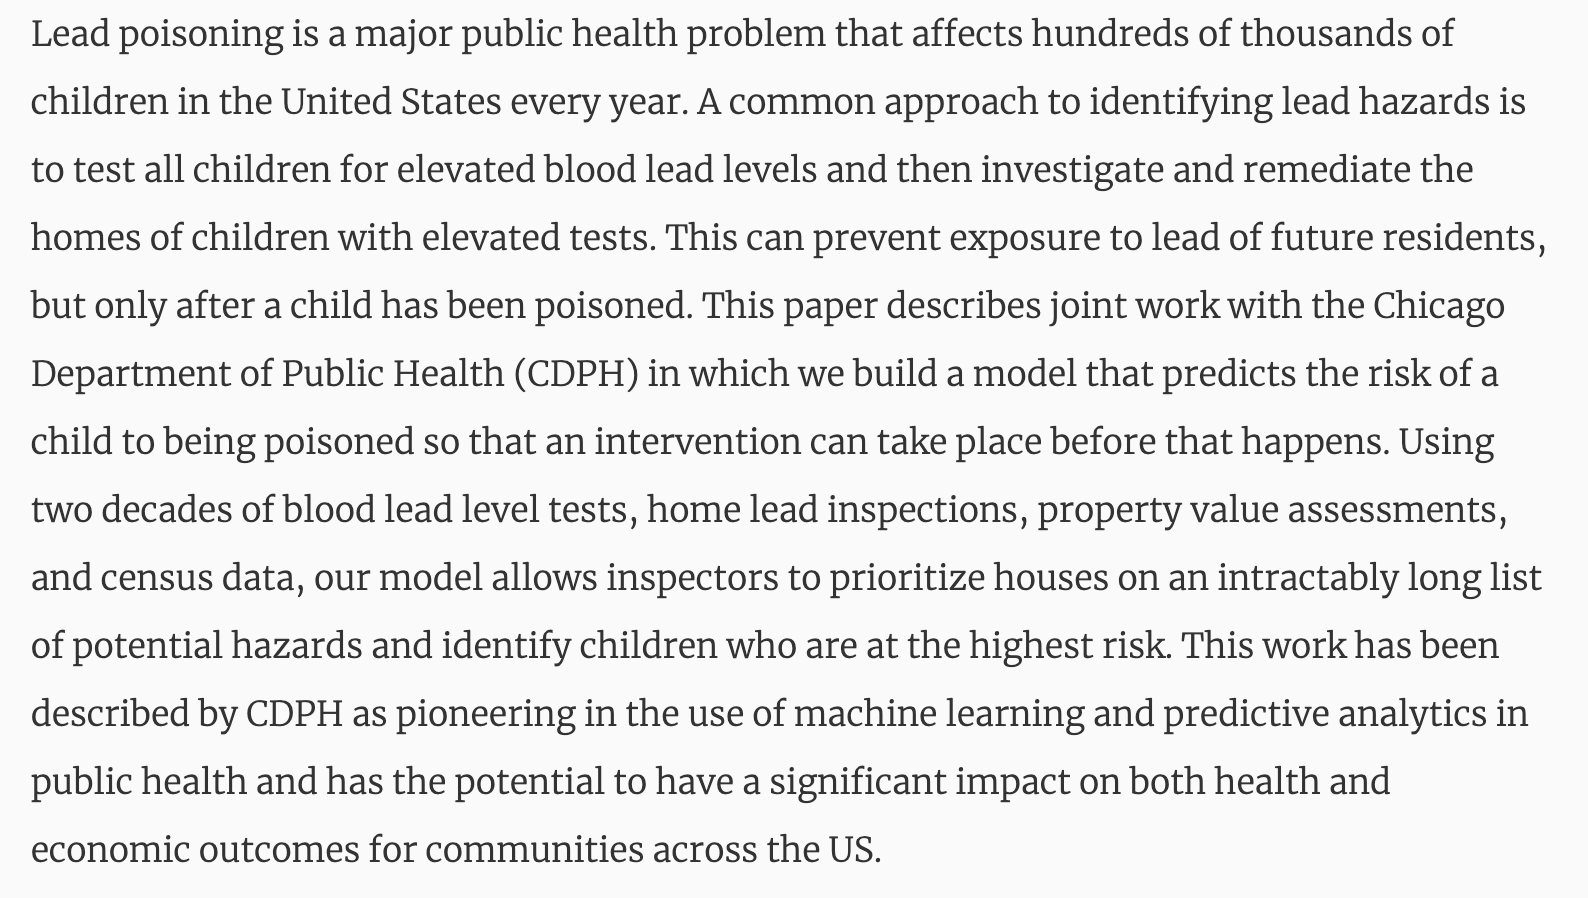 Lead poisoning is a major public health problem that affects hundreds of thousands of
children in the United States every year. A common approach to identifying lead hazards is
to test all children for elevated blood lead levels and then investigate and remediate the
homes of children with elevated tests. This can prevent exposure to lead of future residents,
but only after a child has been poisoned. This paper describes joint work with the Chicago
Department of Public Health (CDPH) in which we build a model that predicts the risk of a
child to being poisoned so that an intervention can take place before that happens. Using
two decades of blood lead level tests, home lead inspections, property value assessments,
and census data, our model allows inspectors to prioritize houses on an intractably long list
of potential hazards and identify children who are at the highest risk. This work has been
described by CDPH as pioneering in the use of machine learning and predictive analytics in
public health and has the potential to have a significant impact on both health and
economic outcomes for communities across the US.